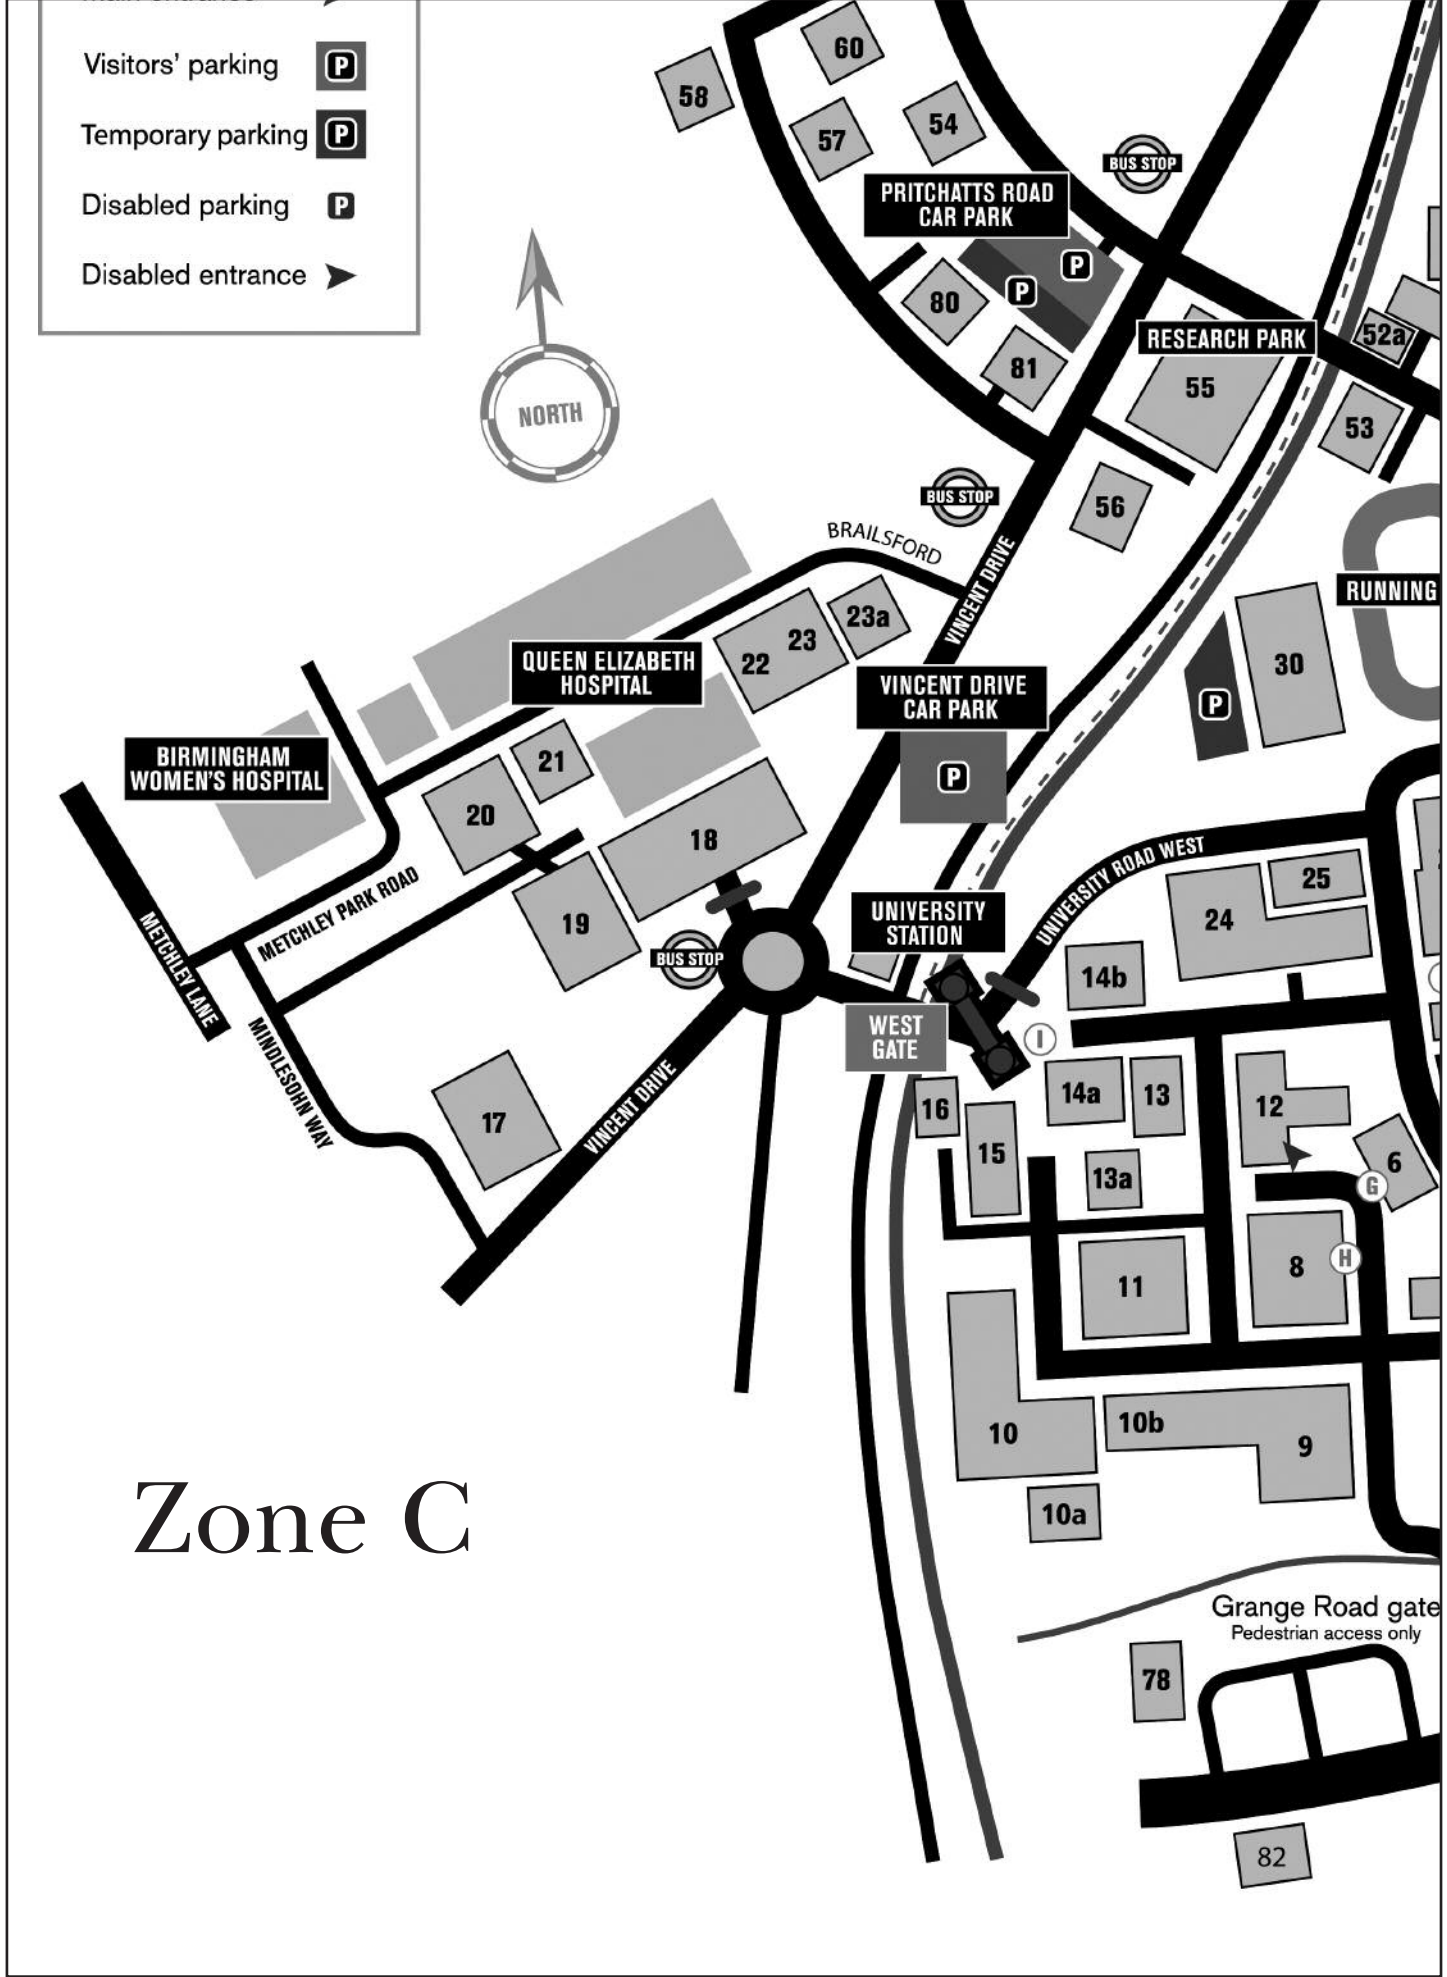 Visitors' parking P
Temporary parking P
Disabled parking P
Disabled entrance
NORTH
60
58
57
54
BUS STOP
PRITCHATTS ROAD
CAR PARK
P
P
80
81
RESEARCH PARK
55
52a
53
BUS STOP
56
BRAILSFORD
VINCENT DRIVE
RUNNING
23a
23
22
QUEEN ELIZABETH
HOSPITAL
30
P
VINCENT DRIVE
CAR PARK
P
BIRMINGHAM
WOMEN'S HOSPITAL
21
20
18
19
METCHLEY PARK ROAD
METCHLEY LANE
MINDLESOHN WAY
BUS STOP
UNIVERSITY
STATION
UNIVERSITY ROAD WEST
25
24
14b
WEST
GATE
I
17
VINCENT DRIVE
16
15
14a
13
13a
12
6
G
H
8
11
10
10b
9
10a
Zone C
Grange Road gate
Pedestrian access only
78
82